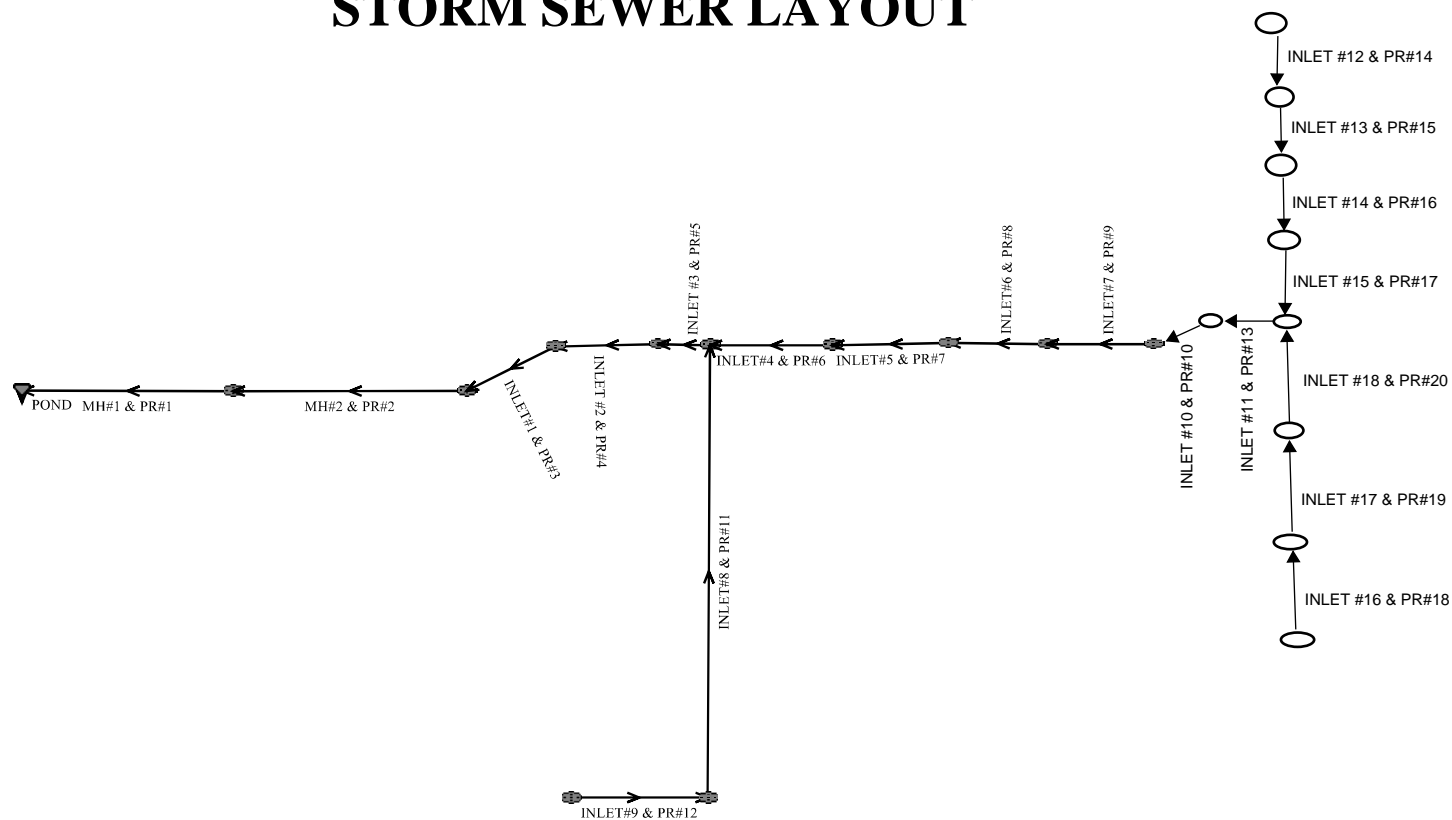 STORM SEWER LAYOUT
INLET #12 & PR#14
INLET #13 & PR#15
INLET #14 & PR#16
INLET #15 & PR#17
INLET #3 & PR#5
INLET#6 & PR#8
INLET#7 & PR#9
INLET#4 & PR#6
INLET#5 & PR#7
INLET #10 & PR#10
INLET #11 & PR#13
INLET #18 & PR#20
POND
MH#1 & PR#1
MH#2 & PR#2
INLET#1 & PR#3
INLET #2 & PR#4
INLET #17 & PR#19
INLET#8 & PR#11
INLET #16 & PR#18
INLET#9 & PR#12